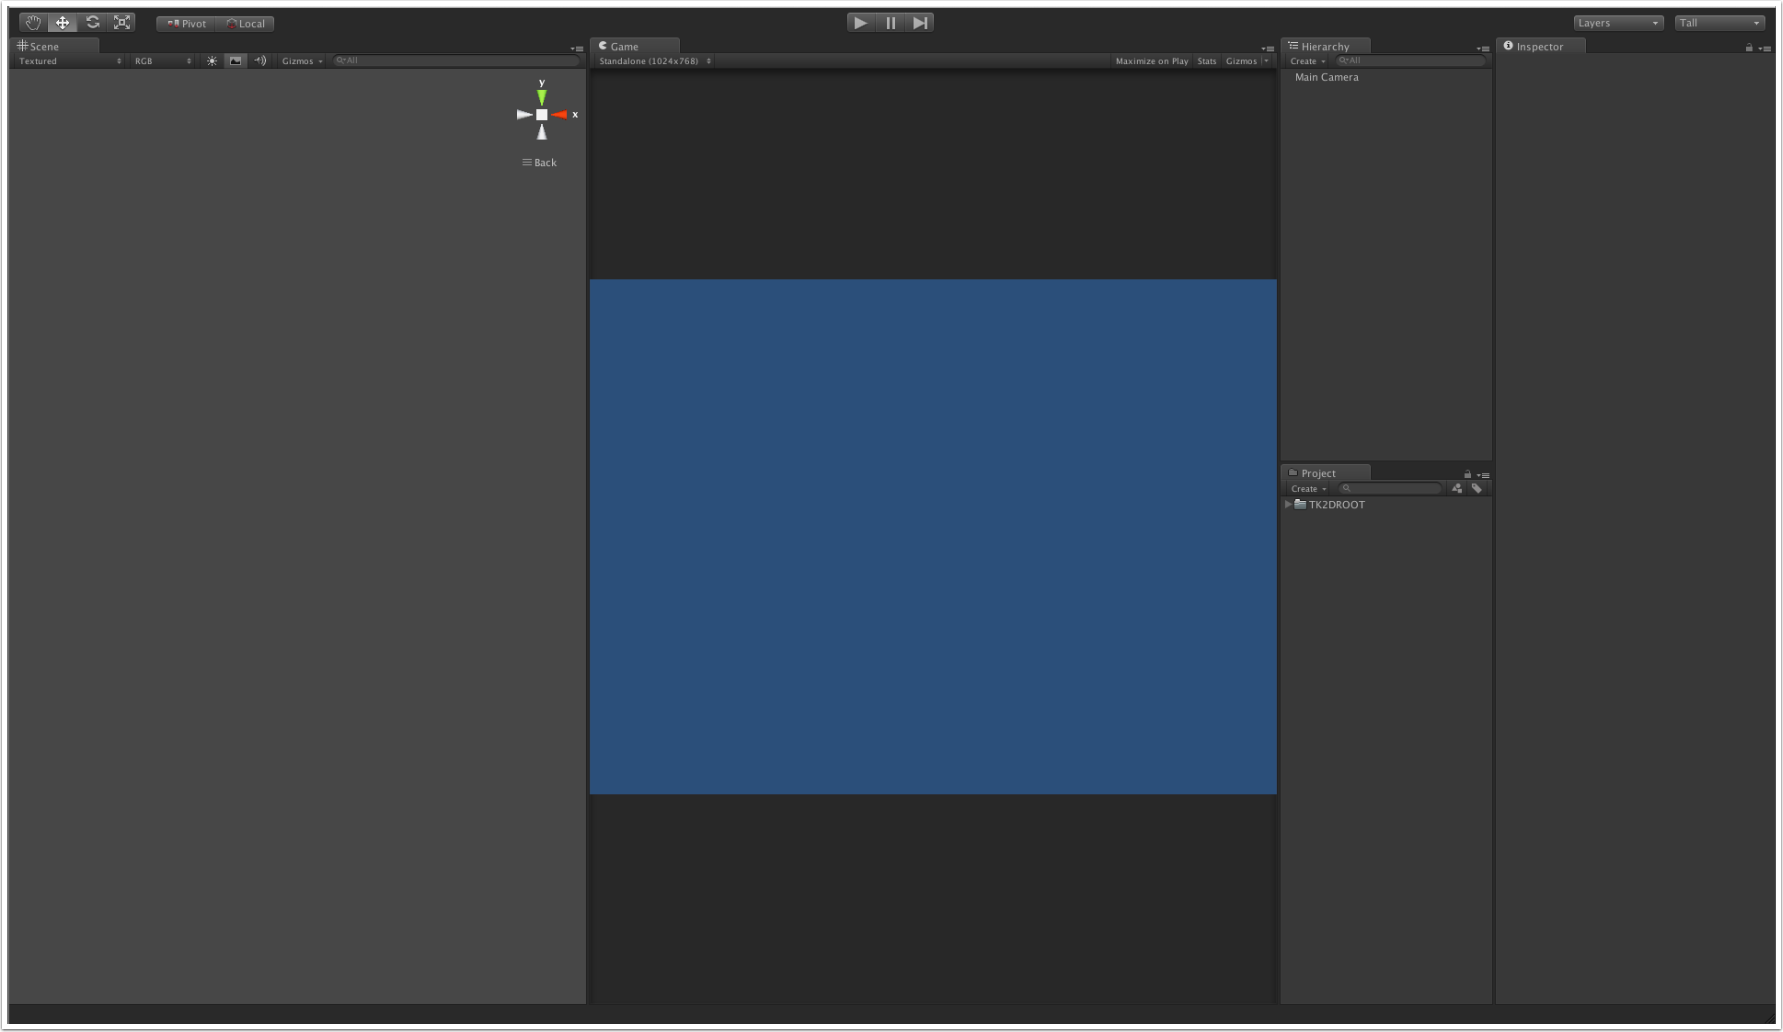 Pivot Local Layers Tall
Scene Game Hierarchy Inspector
Textured RGB Gizmos All Standalone (1024x768) Maximize on Play Stats Gizmos Create All
Main Camera
y
x
Back
Project
Create
TK2DROOT